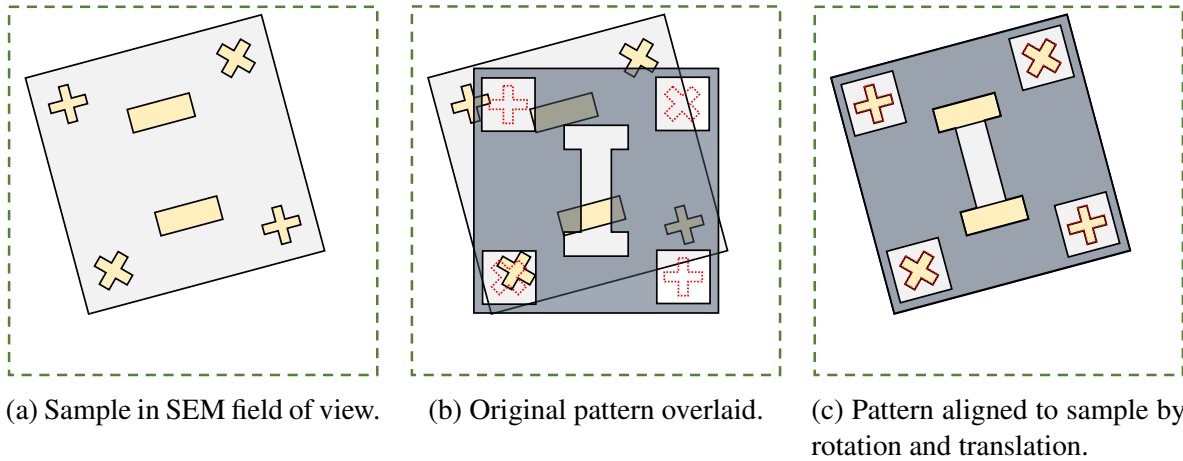 (a) Sample in SEM field of view.
(b) Original pattern overlaid.
(c) Pattern aligned to sample by
rotation and translation.